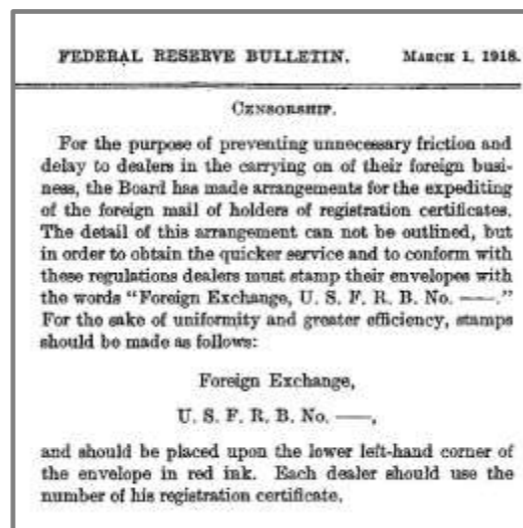 FEDERAL RESERVE BULLETIN. MARCH 1, 1918.
CENSORSHIP.
For the purpose of preventing unnecessary friction and
delay to dealers in the carrying on of their foreign busi-
ness, the Board has made arrangements for the expediting
of the foreign mail of holders of registration certificates.
The detail of this arrangement can not be outlined, but
in order to obtain the quicker service and to conform with
these regulations dealers must stamp their envelopes with
the words "Foreign Exchange, U. S. F. R. B. No. ——."
For the sake of uniformity and greater efficiency, stamps
should be made as follows:
Foreign Exchange,
U. S. F. R. B. No. ——,
and should be placed upon the lower left-hand corner of
the envelope in red ink. Each dealer should use the
number of his registration certificate.